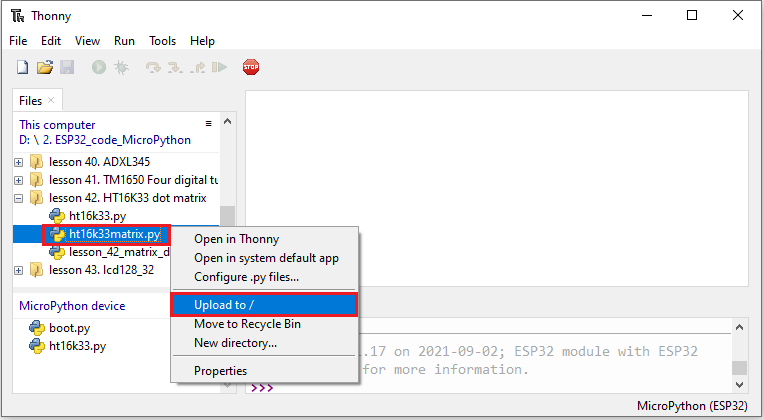 Thonny
File Edit View Run Tools Help
STOP
Files
This computer
D: \ 2. ESP32_code_MicroPython
lesson 40. ADXL345
lesson 41. TM1650 Four digital tu
lesson 42. HT16K33 dot matrix
ht16k33.py
ht16k33matrix.py
lesson_42_matrix_d
lesson 43. lcd128_32
Open in Thonny
Open in system default app
Configure .py files...
Upload to /
Move to Recycle Bin
New directory...
Properties
MicroPython device
boot.py
ht16k33.py
.17 on 2021-09-02; ESP32 module with ESP32
for more information.
>>>
MicroPython (ESP32)